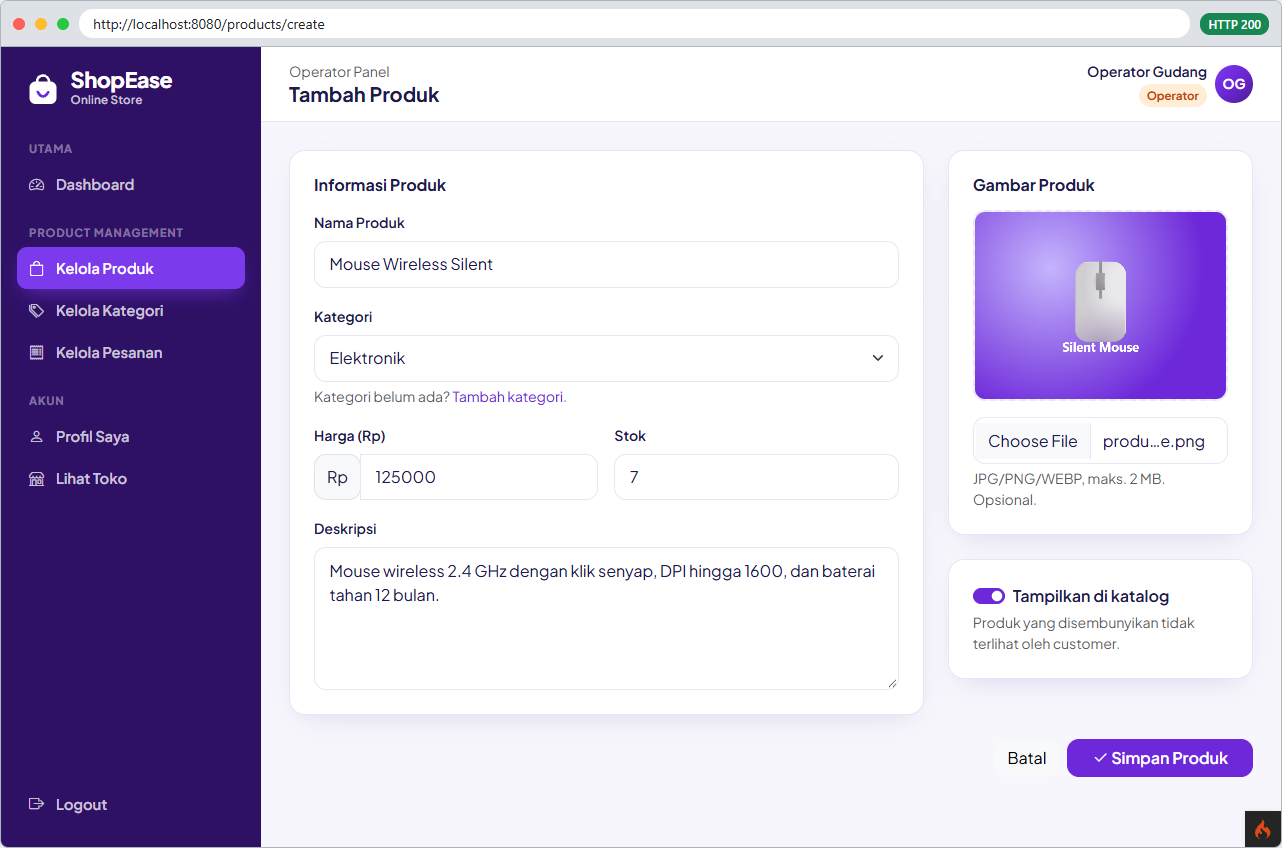 http://localhost:8080/products/create
HTTP 200
ShopEase
Online Store
UTAMA
Dashboard
PRODUCT MANAGEMENT
Kelola Produk
Kelola Kategori
Kelola Pesanan
AKUN
Profil Saya
Lihat Toko
Logout
Operator Panel
Tambah Produk
Operator Gudang
Operator
OG
Informasi Produk
Nama Produk
Mouse Wireless Silent
Kategori
Elektronik
Kategori belum ada? Tambah kategori.
Harga (Rp)
Stok
Rp
125000
7
Deskripsi
Mouse wireless 2.4 GHz dengan klik senyap, DPI hingga 1600, dan baterai
tahan 12 bulan.
Gambar Produk
Silent Mouse
Choose File
produ...e.png
JPG/PNG/WEBP, maks. 2 MB.
Opsional.
Tampilkan di katalog
Produk yang disembunyikan tidak
terlihat oleh customer.
Batal
Simpan Produk